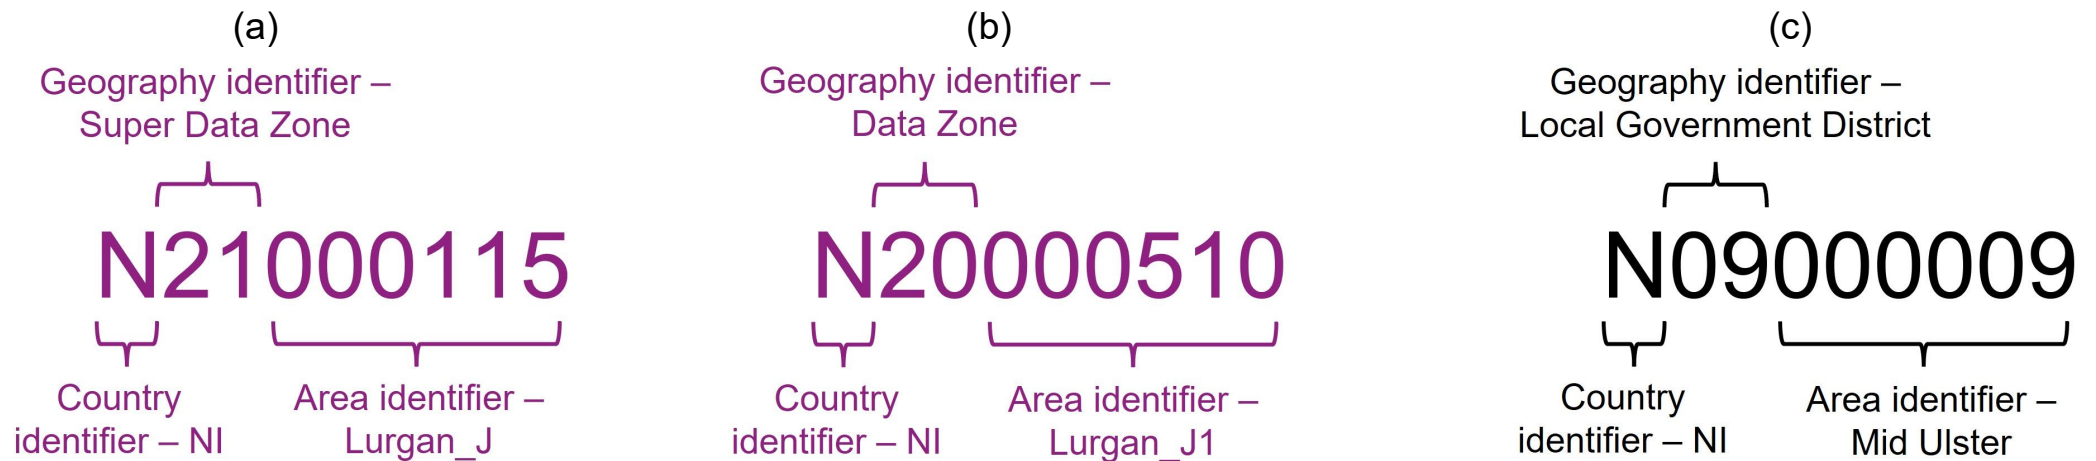 (a)
Geography identifier –
Super Data Zone
N21000115
Country
identifier – NI
Area identifier –
Lurgan_J
(b)
Geography identifier –
Data Zone
N20000510
Country
identifier – NI
Area identifier –
Lurgan_J1
(c)
Geography identifier –
Local Government District
N09000009
Country
identifier – NI
Area identifier –
Mid Ulster